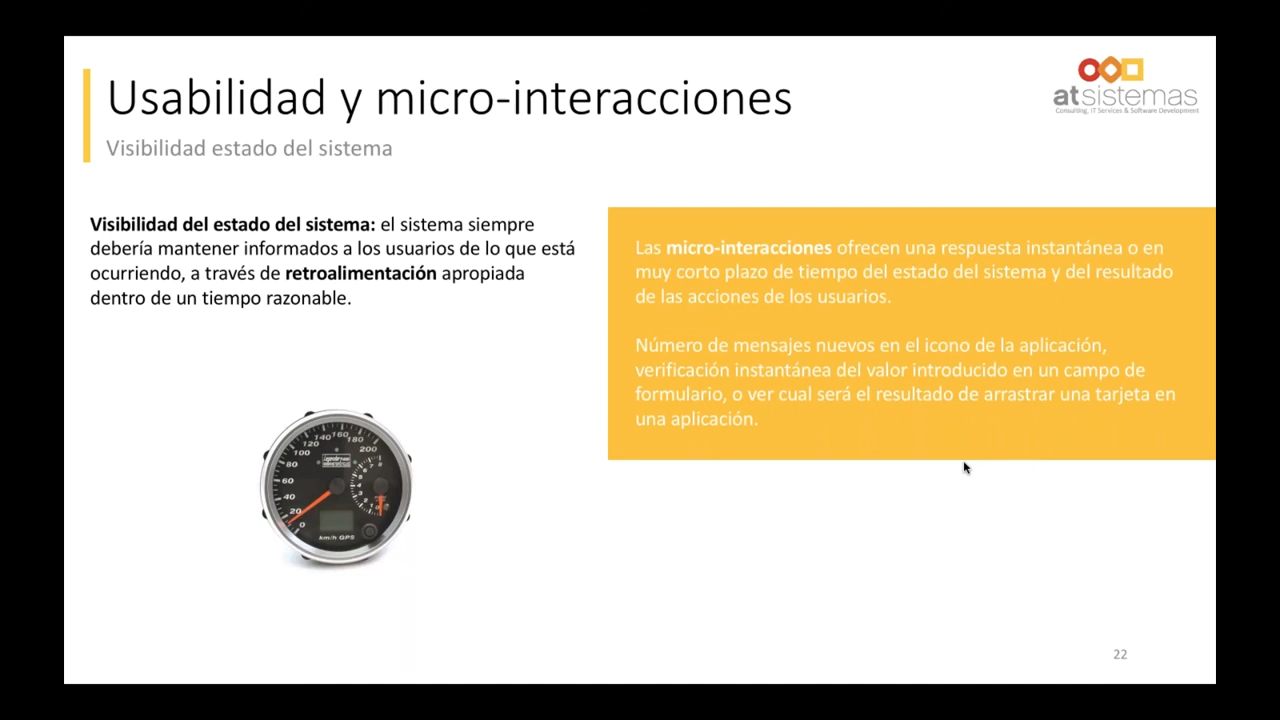 Usabilidad y micro-interacciones
Visibilidad estado del sistema
atsistemas
Consulting, IT Services & Software Development
Visibilidad del estado del sistema: el sistema siempre
debería mantener informados a los usuarios de lo que está
ocurriendo, a través de retroalimentación apropiada
dentro de un tiempo razonable.
Las micro-interacciones ofrecen una respuesta instantánea o en
muy corto plazo de tiempo del estado del sistema y del resultado
de las acciones de los usuarios.
Número de mensajes nuevos en el icono de la aplicación,
verificación instantánea del valor introducido en un campo de
formulario, o ver cual será el resultado de arrastrar una tarjeta en
una aplicación.
0
20
40
60
80
100
120
140
160
180
200
km/h GPS
22